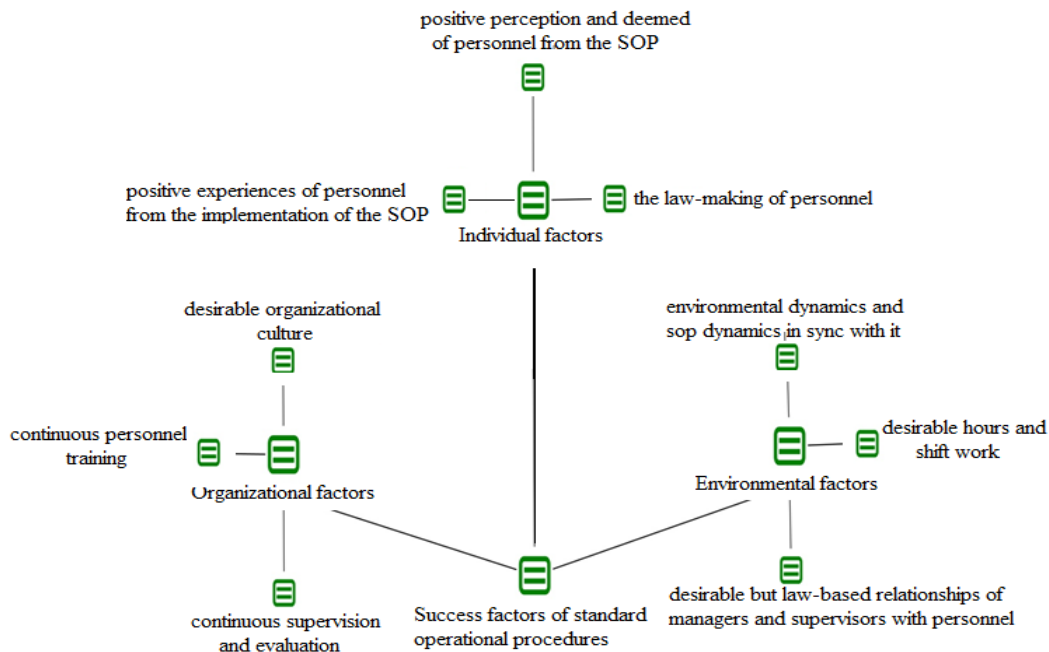 positive perception and deemed
of personnel from the SOP
positive experiences of personnel
from the implementation of the SOP
the law-making of personnel
Individual factors
desirable organizational
culture
environmental dynamics and
sop dynamics in sync with it
continuous personnel
training
desirable hours and
shift work
Organizational factors
Environmental factors
continuous supervision
and evaluation
Success factors of standard
operational procedures
desirable but law-based relationships of
managers and supervisors with personnel